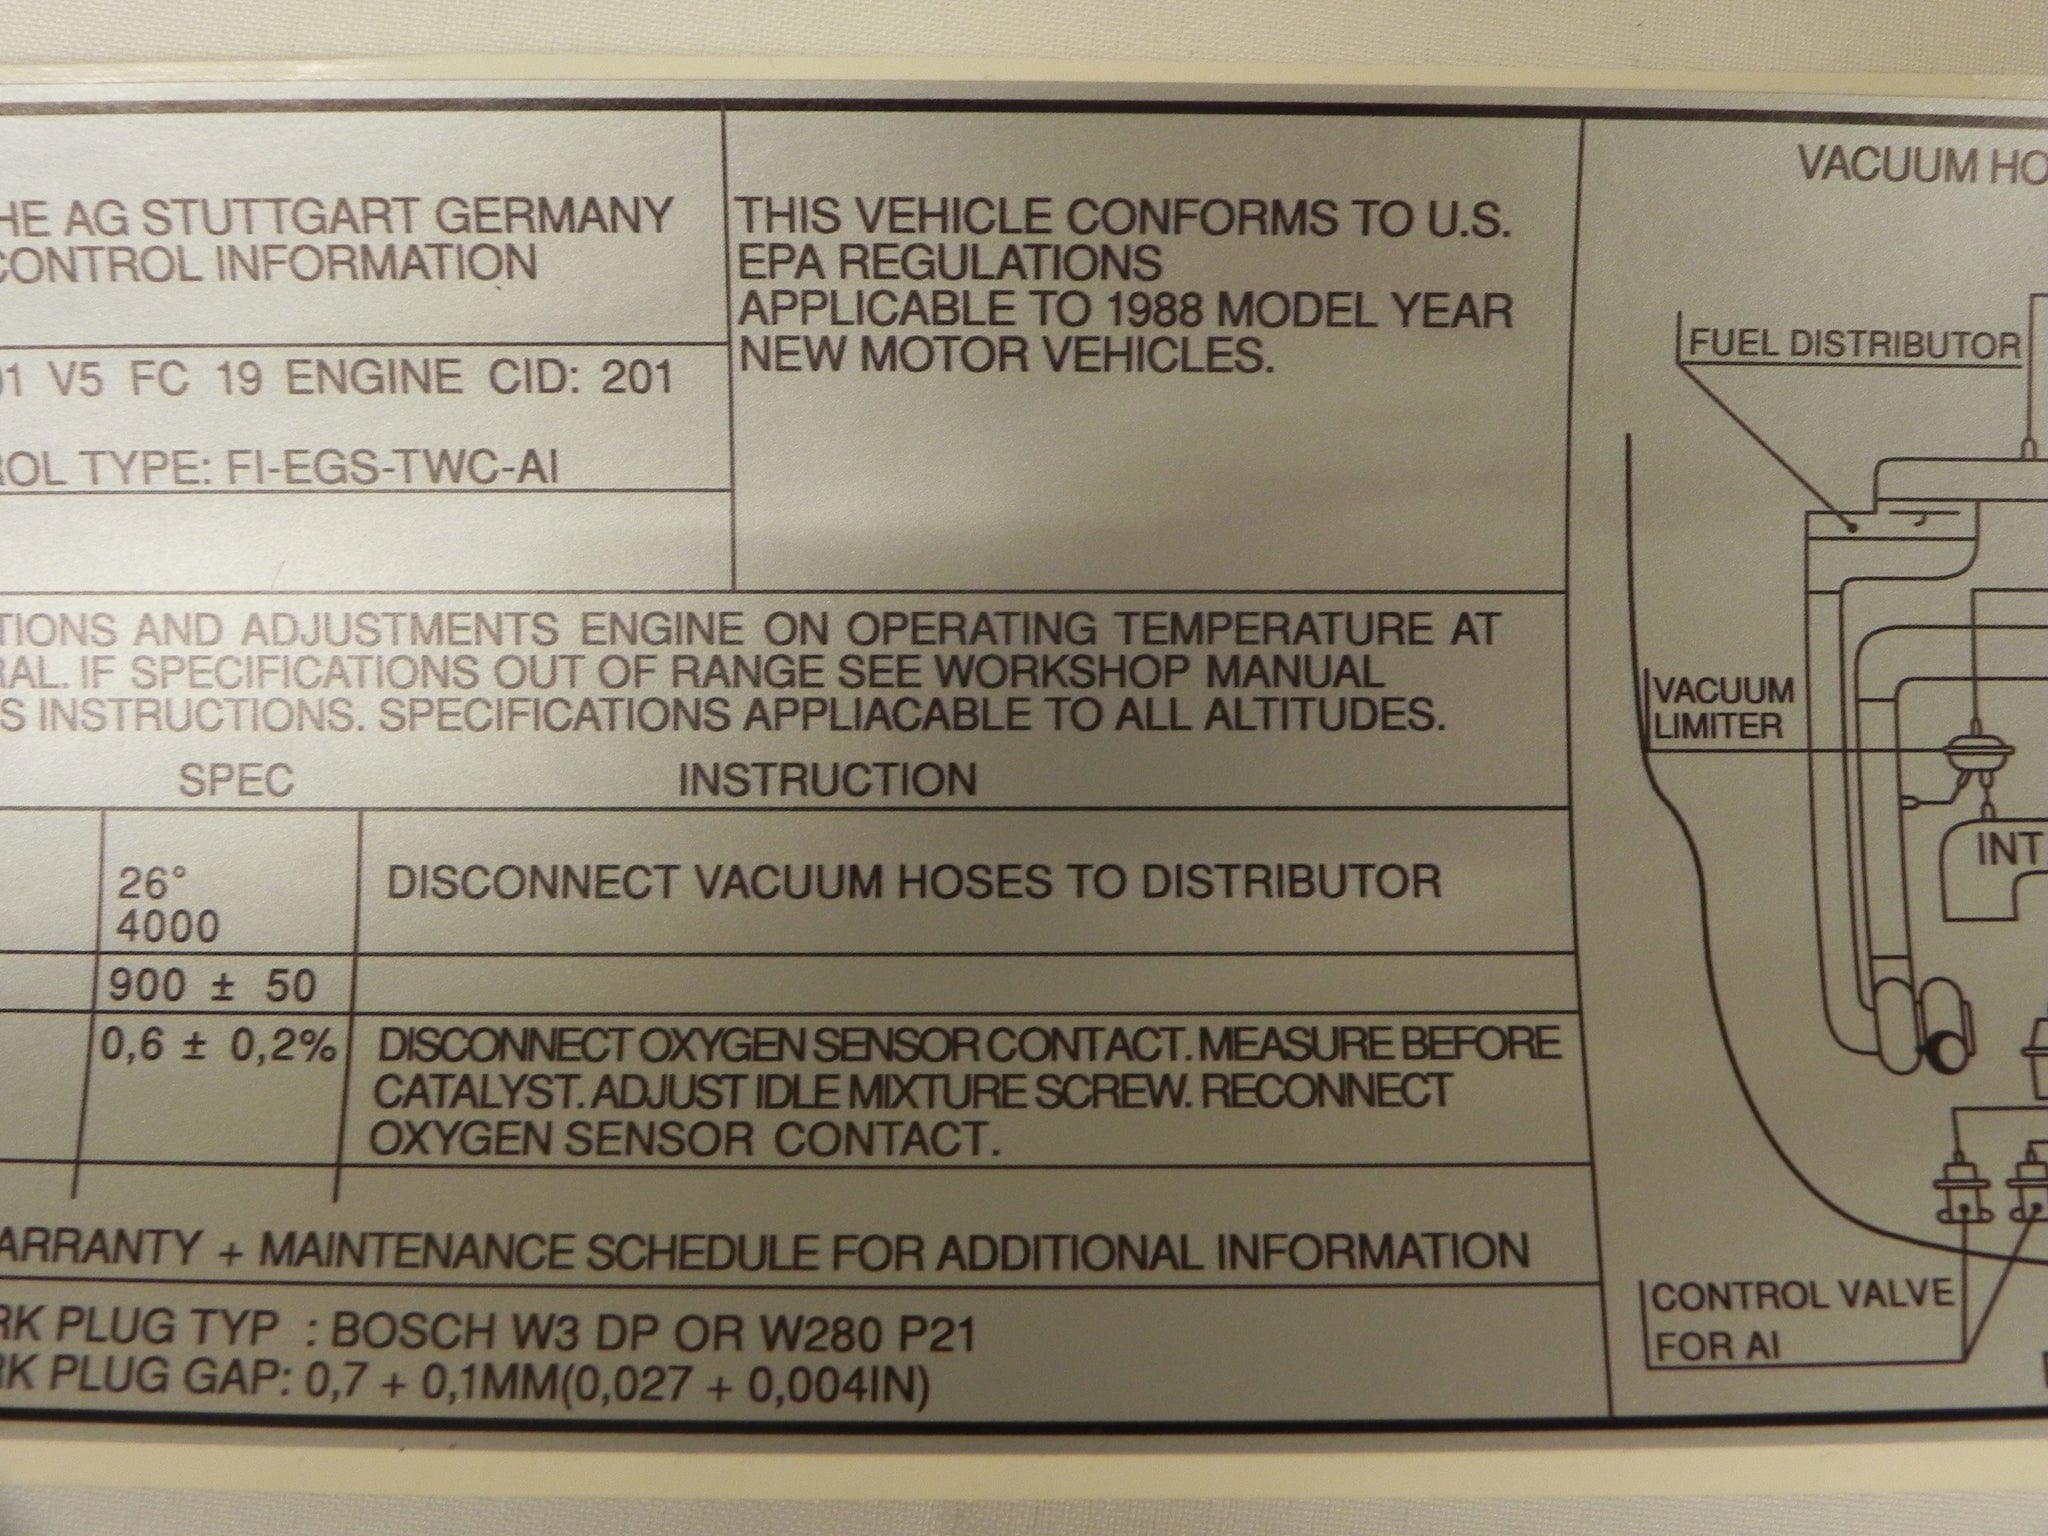 HE AG STUTTGART GERMANY
CONTROL INFORMATION
01 V5 FC 19 ENGINE CID: 201
ROL TYPE: FI-EGS-TWC-AI
THIS VEHICLE CONFORMS TO U.S.
EPA REGULATIONS
APPLICABLE TO 1988 MODEL YEAR
NEW MOTOR VEHICLES.
TIONS AND ADJUSTMENTS ENGINE ON OPERATING TEMPERATURE AT
RAL. IF SPECIFICATIONS OUT OF RANGE SEE WORKSHOP MANUAL
S INSTRUCTIONS. SPECIFICATIONS APPLIACABLE TO ALL ALTITUDES.
SPEC INSTRUCTION
26° DISCONNECT VACUUM HOSES TO DISTRIBUTOR
4000
900 ± 50
0,6 ± 0,2% DISCONNECT OXYGEN SENSOR CONTACT. MEASURE BEFORE
CATALYST. ADJUST IDLE MIXTURE SCREW. RECONNECT
OXYGEN SENSOR CONTACT.
ARRANTY + MAINTENANCE SCHEDULE FOR ADDITIONAL INFORMATION
RK PLUG TYP : BOSCH W3 DP OR W280 P21
RK PLUG GAP: 0,7 + 0,1MM(0,027 + 0,004IN)
VACUUM HO
FUEL DISTRIBUTOR
VACUUM
LIMITER
INT
CONTROL VALVE
FOR AI